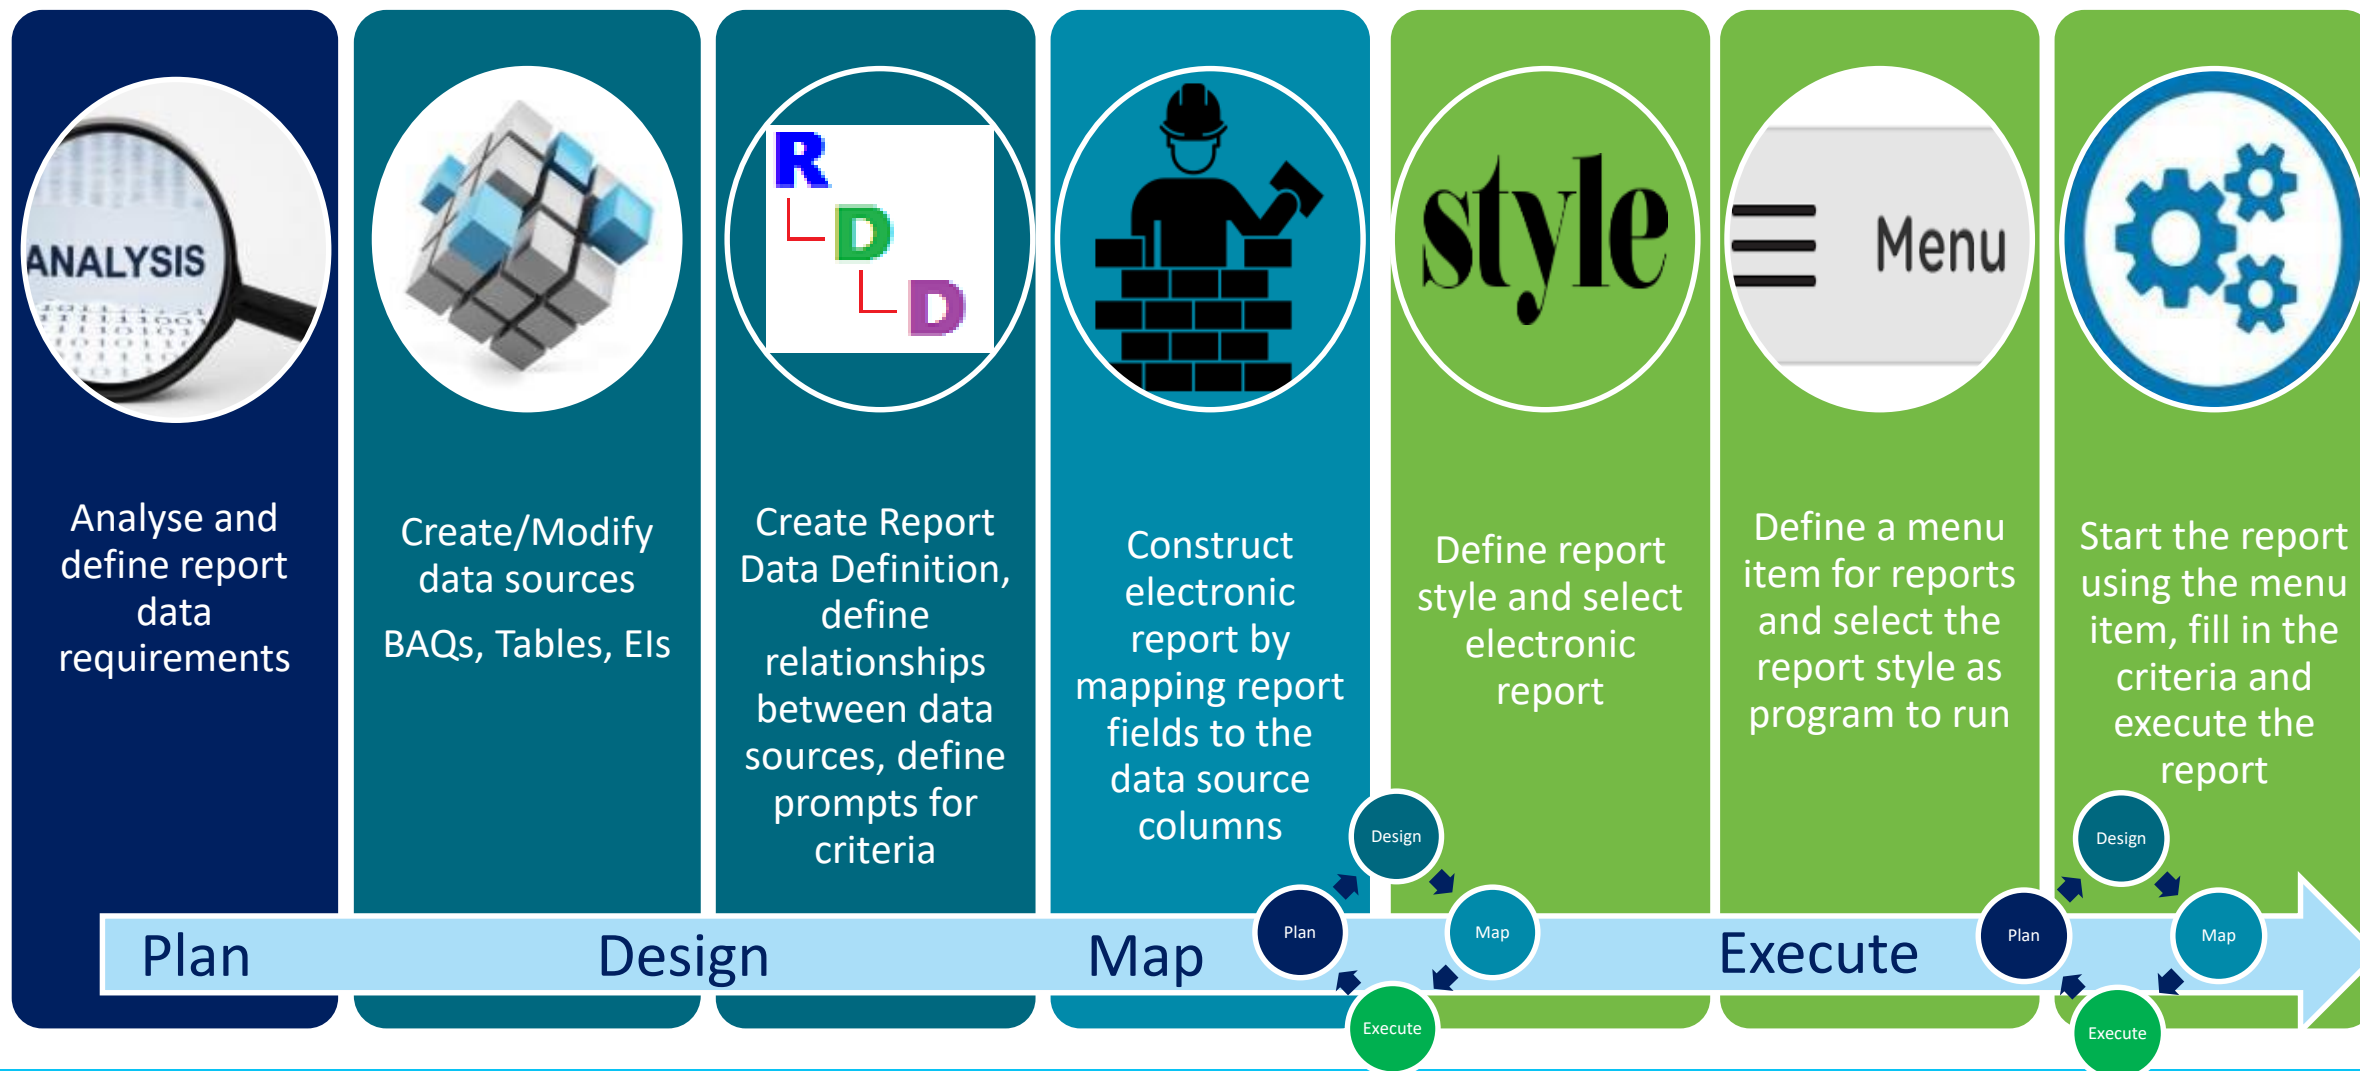 ANALYSIS
Analyse and
define report
data
requirements
Create/Modify
data sources
BAQs, Tables, EIs
R
D
D
Create Report
Data Definition,
define
relationships
between data
sources, define
prompts for
criteria
Construct
electronic
report by
mapping report
fields to the
data source
columns
style
Define report
style and select
electronic
report
Menu
Define a menu
item for reports
and select the
report style as
program to run
Start the report
using the menu
item, fill in the
criteria and
execute the
report
Plan
Design
Map
Execute
Design
Plan
Map
Execute
Design
Plan
Map
Execute